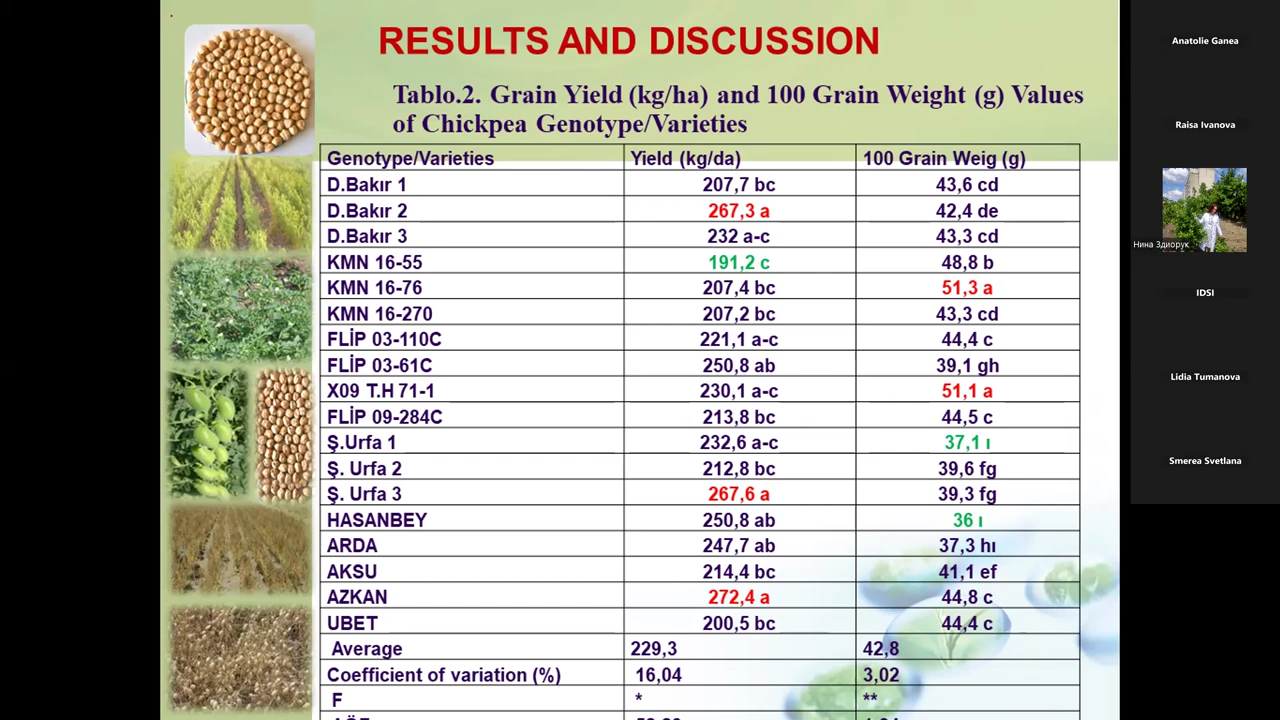 RESULTS AND DISCUSSION
Tablo.2. Grain Yield (kg/ha) and 100 Grain Weight (g) Values
of Chickpea Genotype/Varieties
Genotype/Varieties Yield (kg/da) 100 Grain Weig (g)
D.Bakır 1 207,7 bc 43,6 cd
D.Bakır 2 267,3 a 42,4 de
D.Bakır 3 232 a-c 43,3 cd
KMN 16-55 191,2 c 48,8 b
KMN 16-76 207,4 bc 51,3 a
KMN 16-270 207,2 bc 43,3 cd
FLİP 03-110C 221,1 a-c 44,4 c
FLİP 03-61C 250,8 ab 39,1 gh
X09 T.H 71-1 230,1 a-c 51,1 a
FLİP 09-284C 213,8 bc 44,5 c
Ş.Urfa 1 232,6 a-c 37,1 ı
Ş. Urfa 2 212,8 bc 39,6 fg
Ş. Urfa 3 267,6 a 39,3 fg
HASANBEY 250,8 ab 36 ı
ARDA 247,7 ab 37,3 hı
AKSU 214,4 bc 41,1 ef
AZKAN 272,4 a 44,8 c
UBET 200,5 bc 44,4 c
Average 229,3 42,8
Coefficient of variation (%) 16,04 3,02
F * **
Anatolie Ganea
Raisa Ivanova
Нина Здиорук
IDSI
Lidia Tumanova
Smerea Svetlana